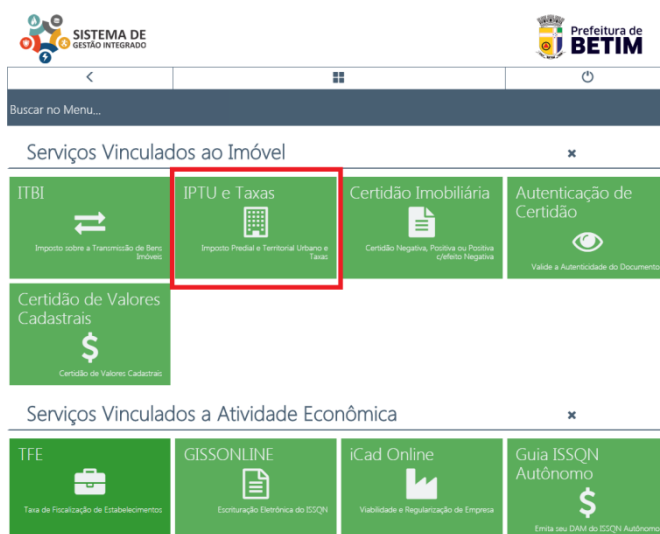 SISTEMA DE
GESTÃO INTEGRADO
Prefeitura de
BETIM
Buscar no Menu...
Serviços Vinculados ao Imóvel
ITBI
Imposto sobre a Transmissão de Bens
Imóveis
IPTU e Taxas
Imposto Predial e Territorial Urbano e
Taxas
Certidão Imobiliária
Certidão Negativa, Positiva ou Positiva
c/efeito Negativa
Autenticação de
Certidão
Valide a Autenticidade do Documento
Certidão de Valores
Cadastrais
$
Certidão de Valores Cadastrais
Serviços Vinculados a Atividade Econômica
TFE
Taxa de Fiscalização de Estabelecimentos
GISSONLINE
Escrituração Eletrônica do ISSQN
iCad Online
Viabilidade e Regularização de Empresa
Guia ISSQN
Autônomo
$
Emita seu DAM do ISSQN Autônomo